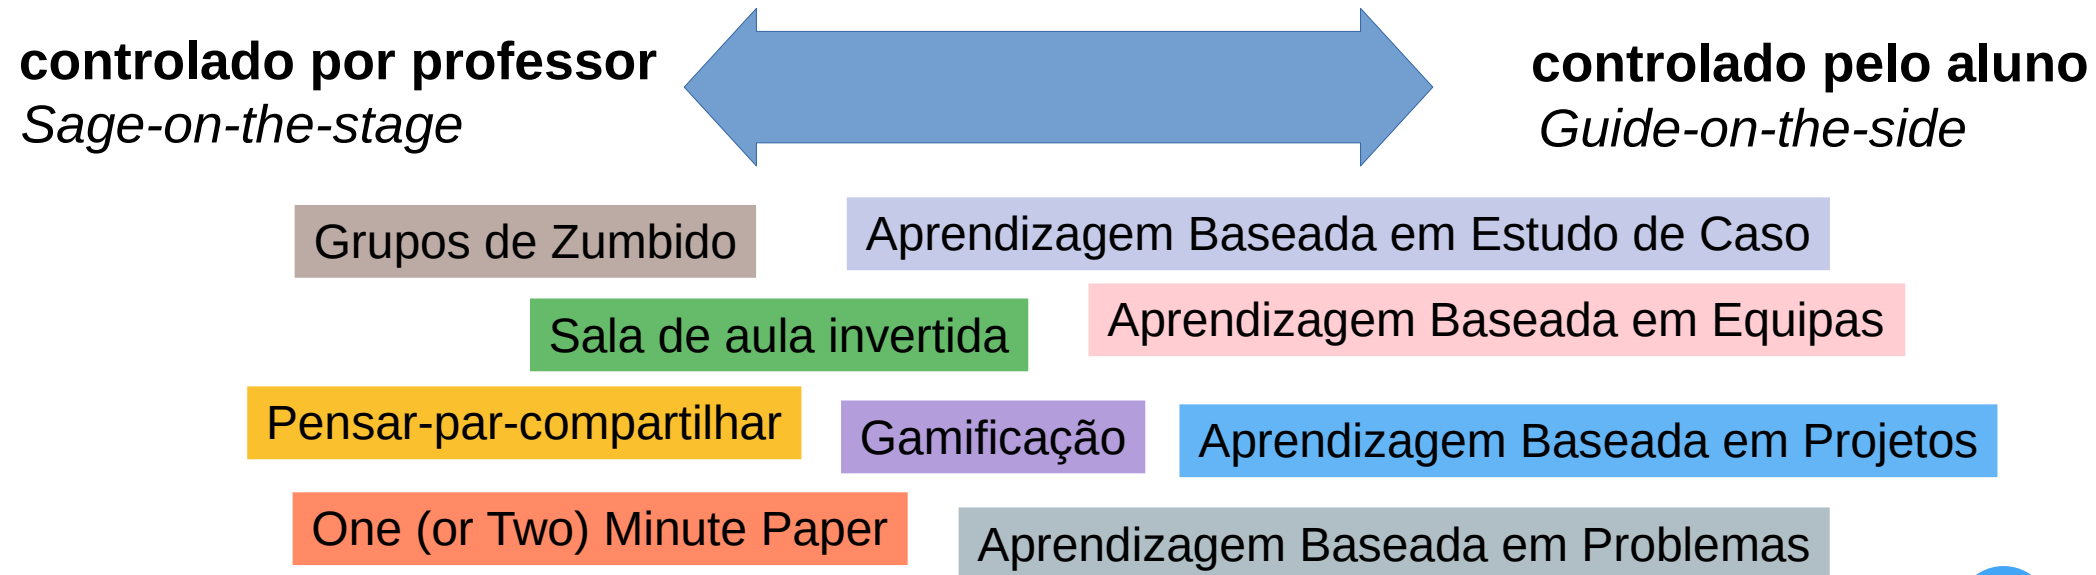 controlado por professor
Sage-on-the-stage
controlado pelo aluno
Guide-on-the-side
Grupos de Zumbido
Aprendizagem Baseada em Estudo de Caso
Sala de aula invertida
Aprendizagem Baseada em Equipas
Pensar-par-compartilhar
Gamificação
Aprendizagem Baseada em Projetos
One (or Two) Minute Paper
Aprendizagem Baseada em Problemas